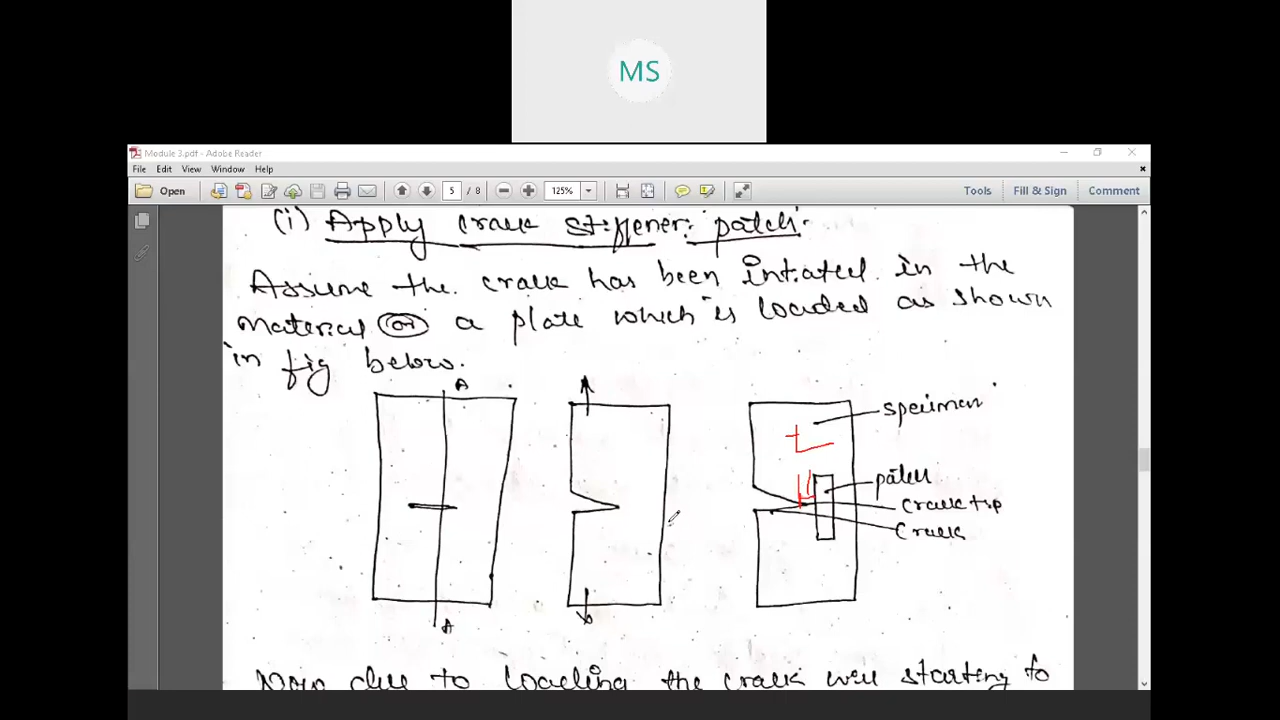 MS
Module 3.pdf - Adobe Reader
File Edit View Window Help
Open 5 / 8 125% Tools Fill & Sign Comment
(i) Apply crack stiffener patch.
Assume the crack has been intiated in the
material (or) a plate which is loaded as shown
in fig below.
A
specimen
t
patch
crack tip
crack
A
Now due to loading the crack will starting to